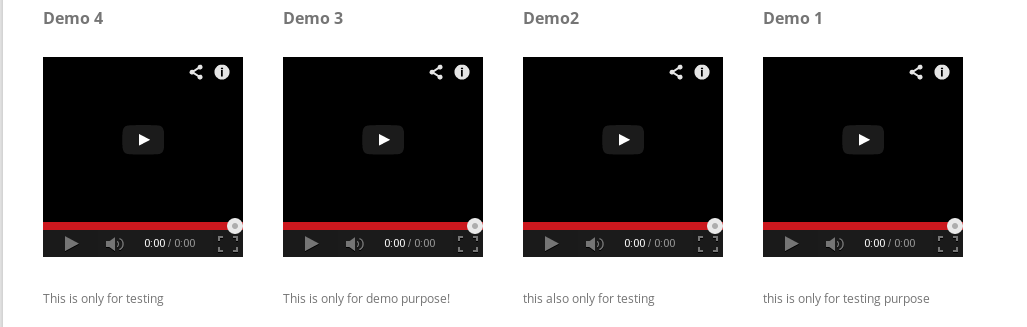 Demo 4
Demo 3
Demo2
Demo 1
0:00 / 0:00
0:00 / 0:00
0:00 / 0:00
0:00 / 0:00
This is only for testing
This is only for demo purpose!
this also only for testing
this is only for testing purpose